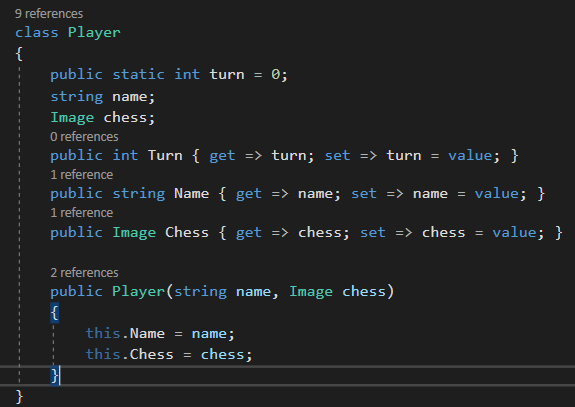 9 references
class Player
{
public static int turn = 0;
string name;
Image chess;
0 references
public int Turn { get => turn; set => turn = value; }
1 reference
public string Name { get => name; set => name = value; }
1 reference
public Image Chess { get => chess; set => chess = value; }
2 references
public Player(string name, Image chess)
{
this.Name = name;
this.Chess = chess;
}
}